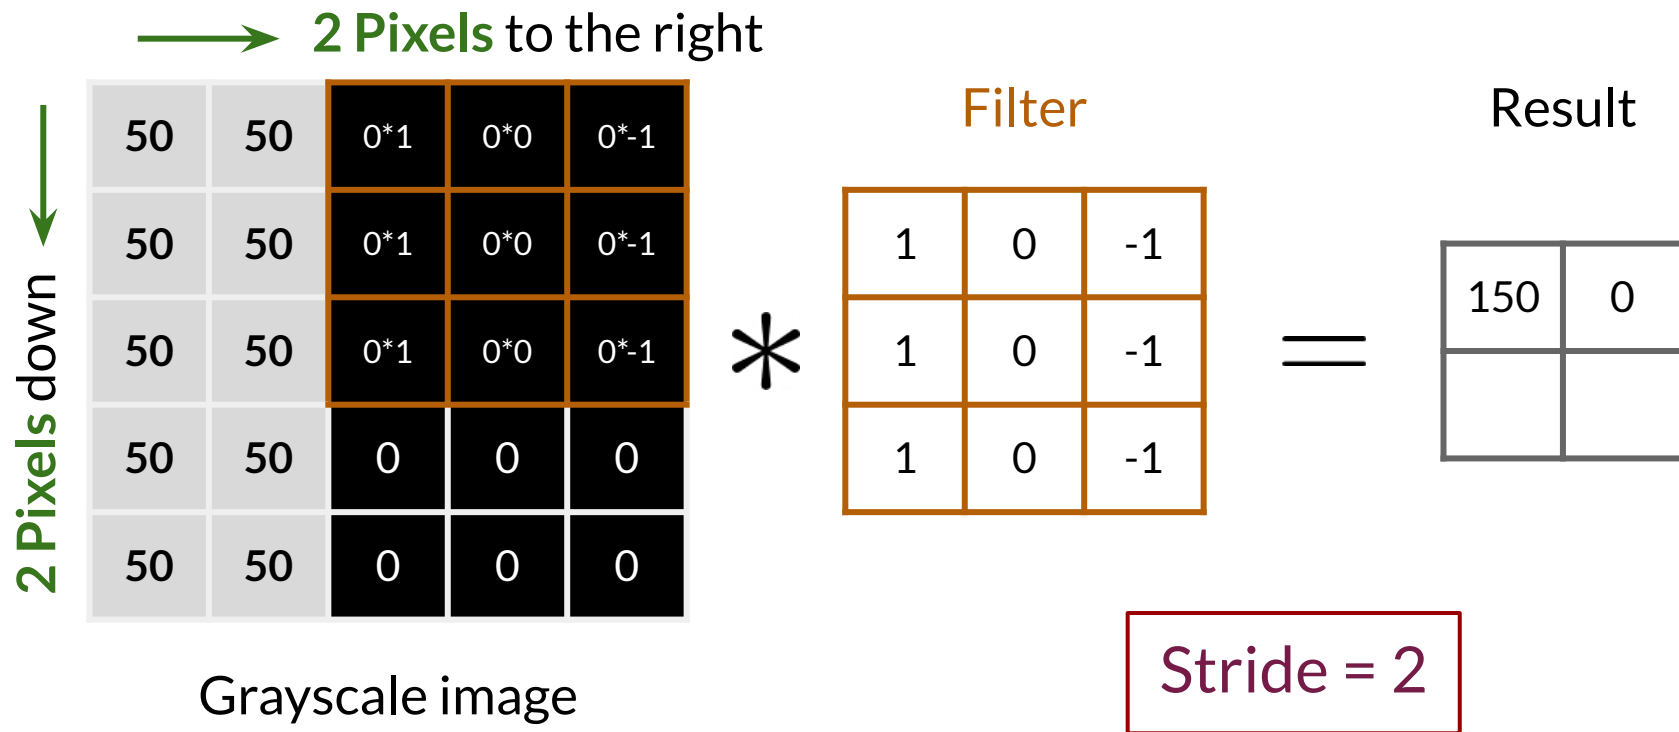 2 Pixels to the right
2 Pixels down
50 50 0*1 0*0 0*-1
50 50 0*1 0*0 0*-1
50 50 0*1 0*0 0*-1
50 50 0 0 0
50 50 0 0 0
Grayscale image
*
Filter
1 0 -1
1 0 -1
1 0 -1
=
Result
150 0
Stride = 2